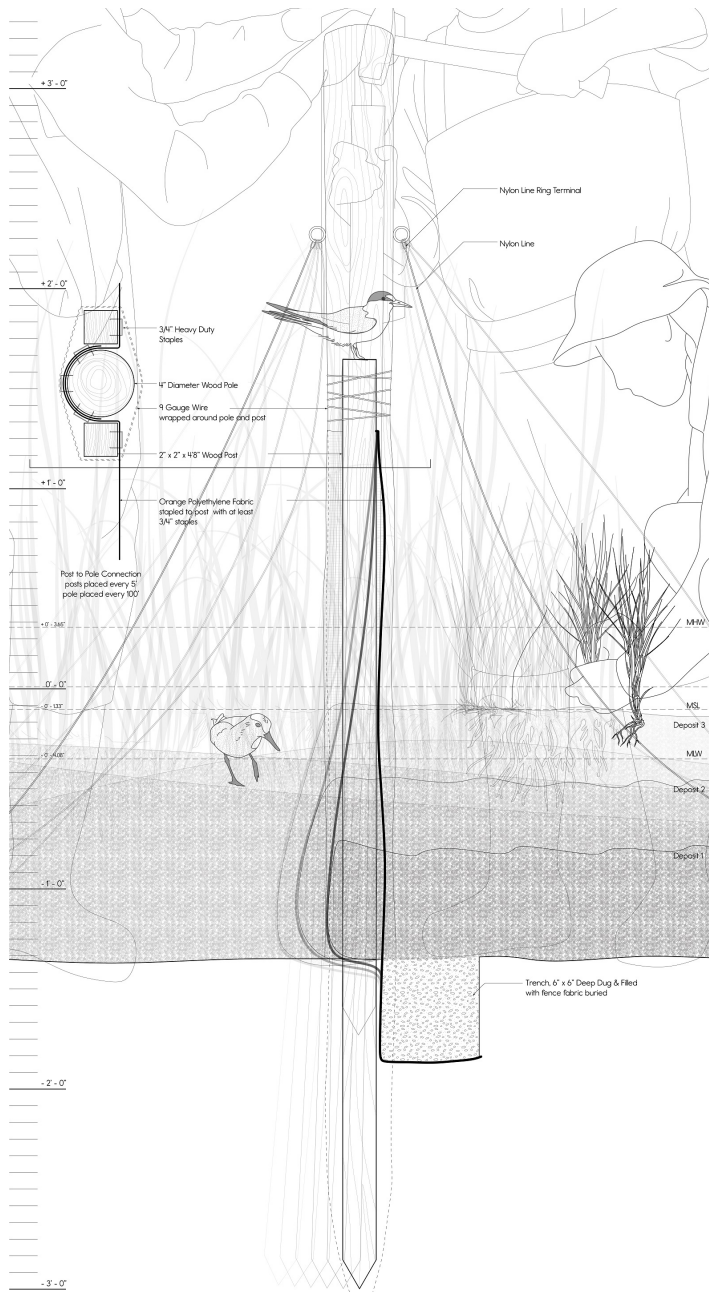 + 3' - 0"
Nylon Line Ring Terminal
Nylon Line
+ 2' - 0"
3/4" Heavy Duty
Staples
4" Diameter Wood Pole
9 Gauge Wire
wrapped around pole and post
2" x 2" x 4'8" Wood Post
+ 1' - 0"
Orange Polyethylene Fabric
stapled to post with at least
3/4" staples
Post to Pole Connection
posts placed every 5'
pole placed every 100'
MHW
0' - 0"
MSL
Deposit 3
MLW
Deposit 2
Deposit 1
- 1' - 0"
Trench, 6" x 6" Deep Dug & Filled
with fence fabric buried
- 2' - 0"
- 3' - 0"